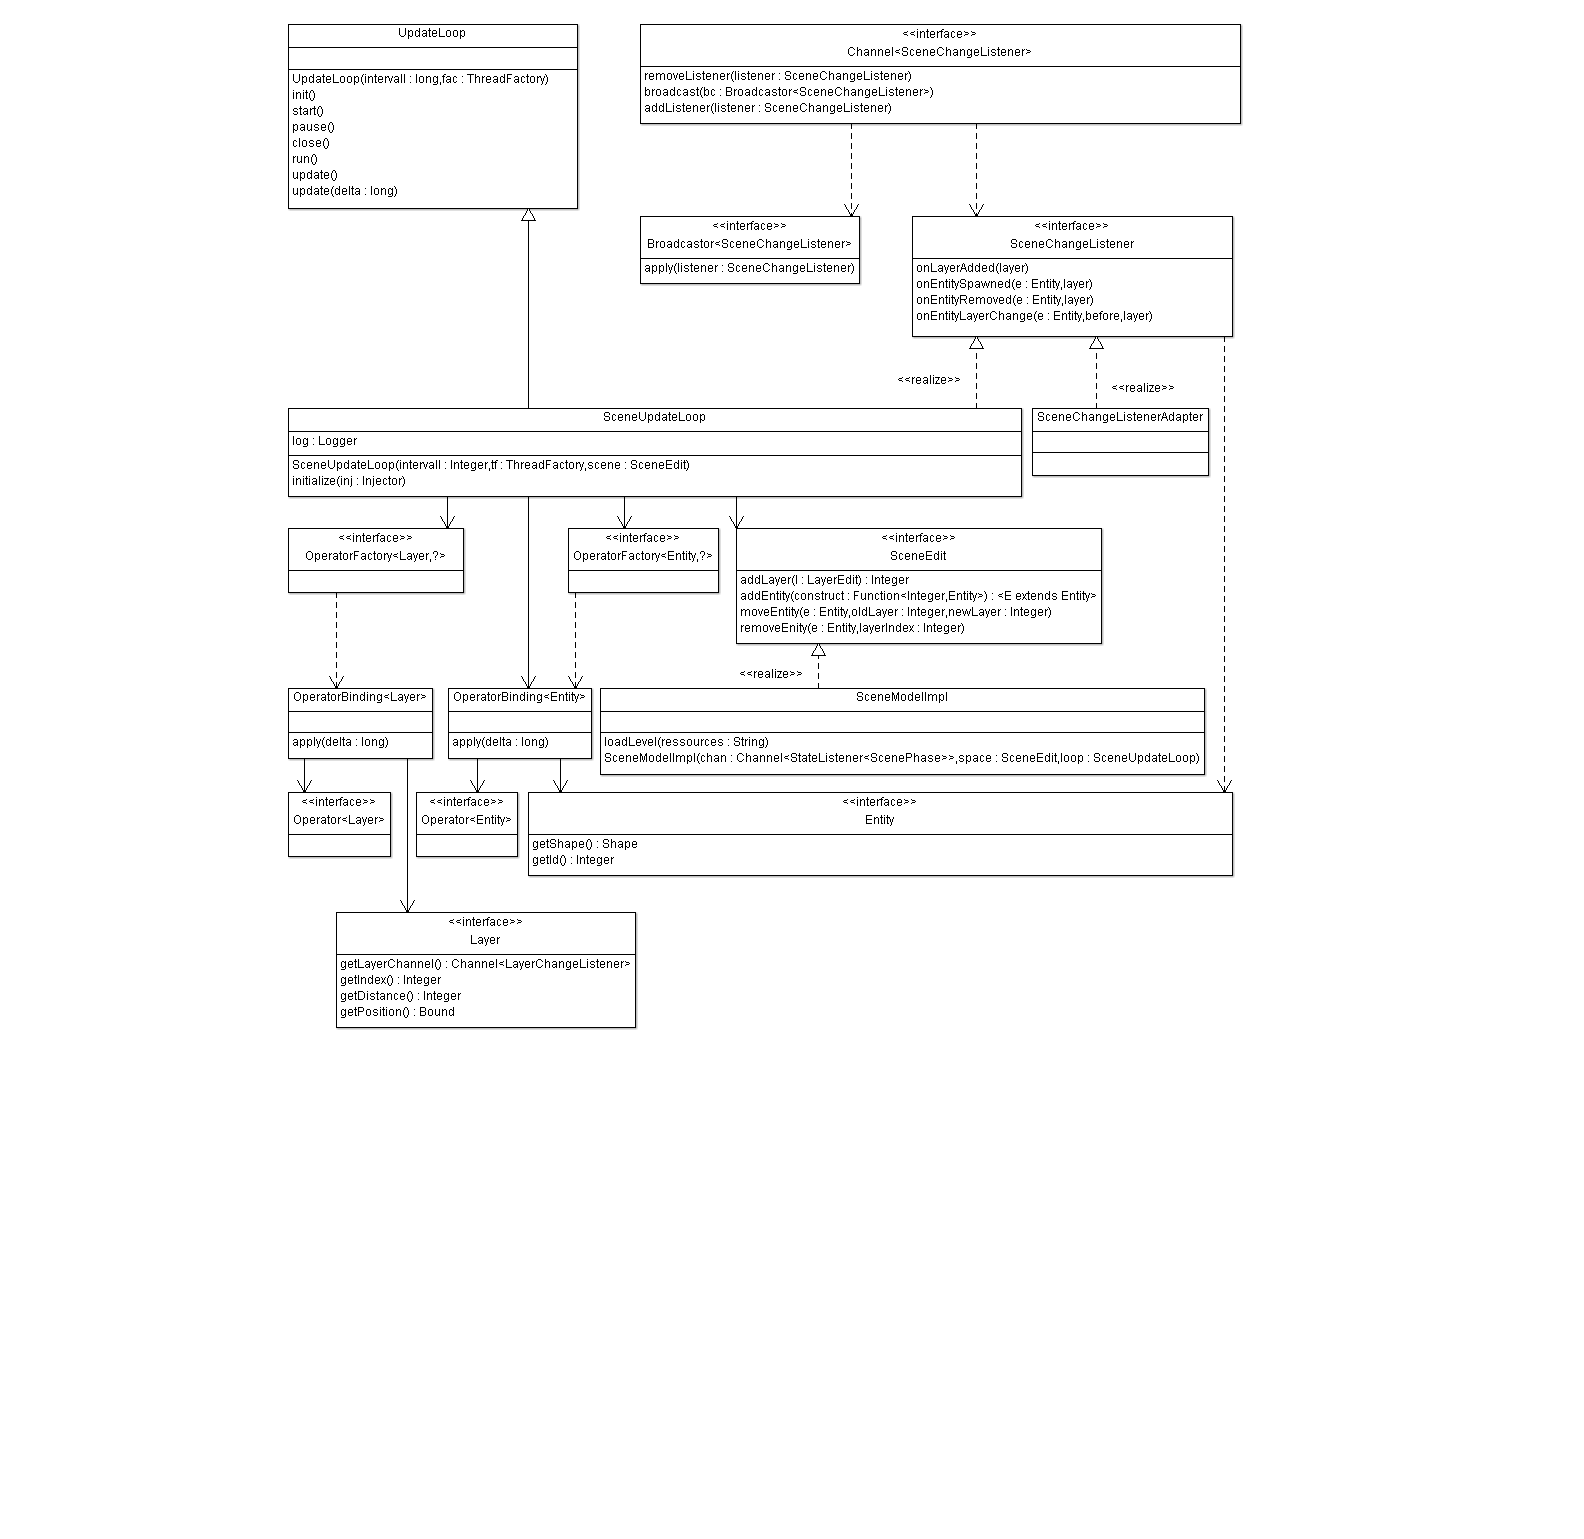 UpdateLoop
UpdateLoop(intervall : long,fac : ThreadFactory)
init()
start()
pause()
close()
run()
update()
update(delta : long)
<<interface>>
Channel<SceneChangeListener>
removeListener(listener : SceneChangeListener)
broadcast(bc : Broadcastor<SceneChangeListener>)
addListener(listener : SceneChangeListener)
<<interface>>
Broadcastor<SceneChangeListener>
apply(listener : SceneChangeListener)
<<interface>>
SceneChangeListener
onLayerAdded(layer)
onEntitySpawned(e : Entity,layer)
onEntityRemoved(e : Entity,layer)
onEntityLayerChange(e : Entity,before,layer)
<<realize>>
<<realize>>
SceneUpdateLoop
log : Logger
SceneUpdateLoop(intervall : Integer,tf : ThreadFactory,scene : SceneEdit)
initialize(inj : Injector)
SceneChangeListenerAdapter
<<interface>>
OperatorFactory<Layer,?>
<<interface>>
OperatorFactory<Entity,?>
<<interface>>
SceneEdit
addLayer(l : LayerEdit) : Integer
addEntity(construct : Function<Integer,Entity>) : <E extends Entity>
moveEntity(e : Entity,oldLayer : Integer,newLayer : Integer)
removeEnity(e : Entity,layerIndex : Integer)
<<realize>>
OperatorBinding<Layer>
apply(delta : long)
OperatorBinding<Entity>
apply(delta : long)
SceneModelImpl
loadLevel(ressources : String)
SceneModelImpl(chan : Channel<StateListener<ScenePhase>>,space : SceneEdit,loop : SceneUpdateLoop)
<<interface>>
Operator<Layer>
<<interface>>
Operator<Entity>
<<interface>>
Entity
getShape() : Shape
getId() : Integer
<<interface>>
Layer
getLayerChannel() : Channel<LayerChangeListener>
getIndex() : Integer
getDistance() : Integer
getPosition() : Bound